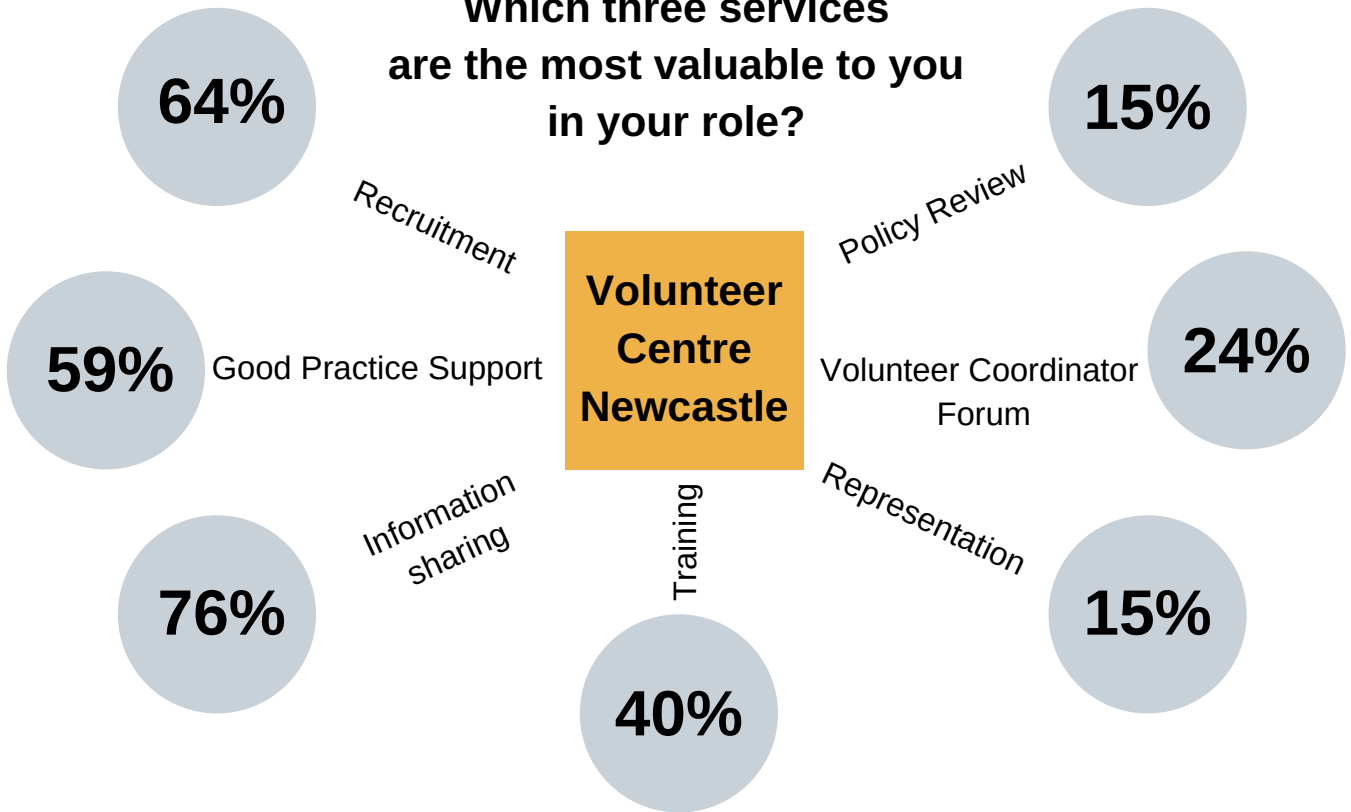 Which three services
are the most valuable to you
in your role?
64%
Recruitment
15%
Policy Review
59%
Good Practice Support
Volunteer
Centre
Newcastle
Volunteer Coordinator
Forum
24%
76%
Information
sharing
Training
40%
Representation
15%